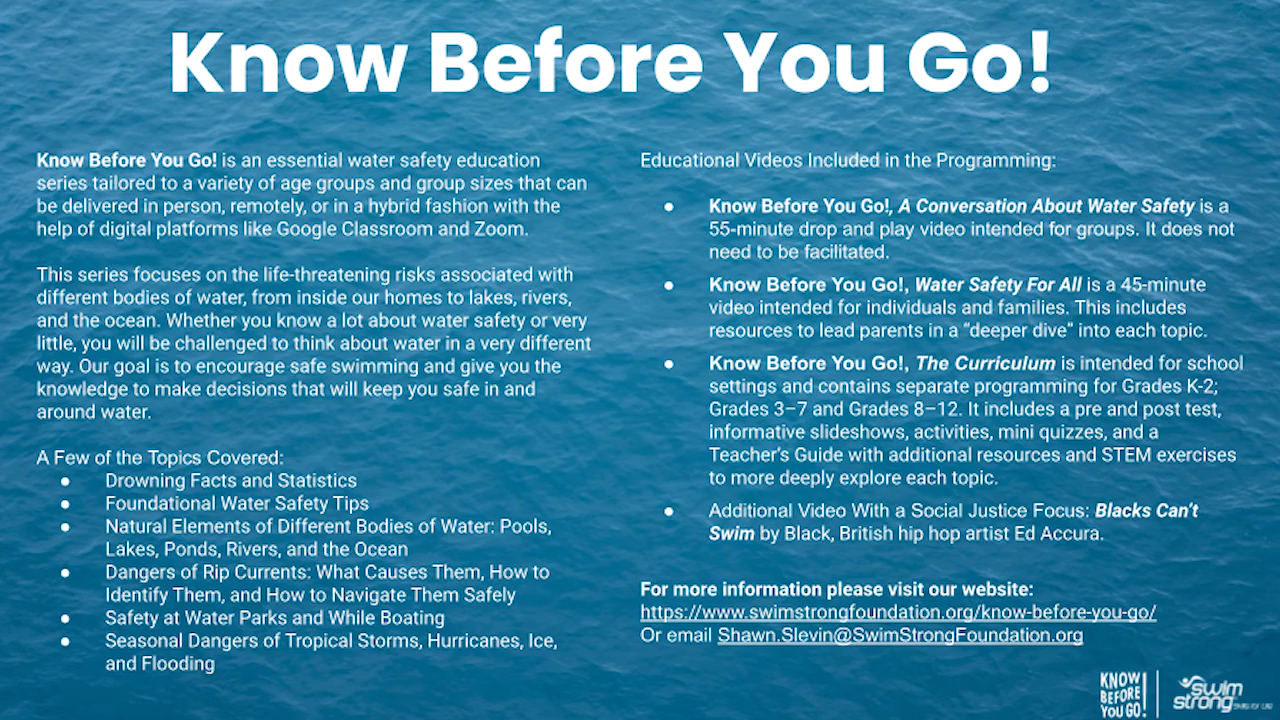 Know Before You Go!
Know Before You Go! is an essential water safety education
series tailored to a variety of age groups and group sizes that can
be delivered in person, remotely, or in a hybrid fashion with the
help of digital platforms like Google Classroom and Zoom.
This series focuses on the life-threatening risks associated with
different bodies of water, from inside our homes to lakes, rivers,
and the ocean. Whether you know a lot about water safety or very
little, you will be challenged to think about water in a very different
way. Our goal is to encourage safe swimming and give you the
knowledge to make decisions that will keep you safe in and
around water.
A Few of the Topics Covered:
● Drowning Facts and Statistics
● Foundational Water Safety Tips
● Natural Elements of Different Bodies of Water: Pools,
Lakes, Ponds, Rivers, and the Ocean
● Dangers of Rip Currents: What Causes Them, How to
Identify Them, and How to Navigate Them Safely
● Safety at Water Parks and While Boating
● Seasonal Dangers of Tropical Storms, Hurricanes, Ice,
and Flooding
Educational Videos Included in the Programming:
● Know Before You Go!, A Conversation About Water Safety is a
55-minute drop and play video intended for groups. It does not
need to be facilitated.
● Know Before You Go!, Water Safety For All is a 45-minute
video intended for individuals and families. This includes
resources to lead parents in a “deeper dive” into each topic.
● Know Before You Go!, The Curriculum is intended for school
settings and contains separate programming for Grades K-2;
Grades 3–7 and Grades 8–12. It includes a pre and post test,
informative slideshows, activities, mini quizzes, and a
Teacher’s Guide with additional resources and STEM exercises
to more deeply explore each topic.
● Additional Video With a Social Justice Focus: Blacks Can’t
Swim by Black, British hip hop artist Ed Accura.
For more information please visit our website:
https://www.swimstrongfoundation.org/know-before-you-go/
Or email Shawn.Slevin@SwimStrongFoundation.org
KNOW
BEFORE
YOU GO!
swim
strong